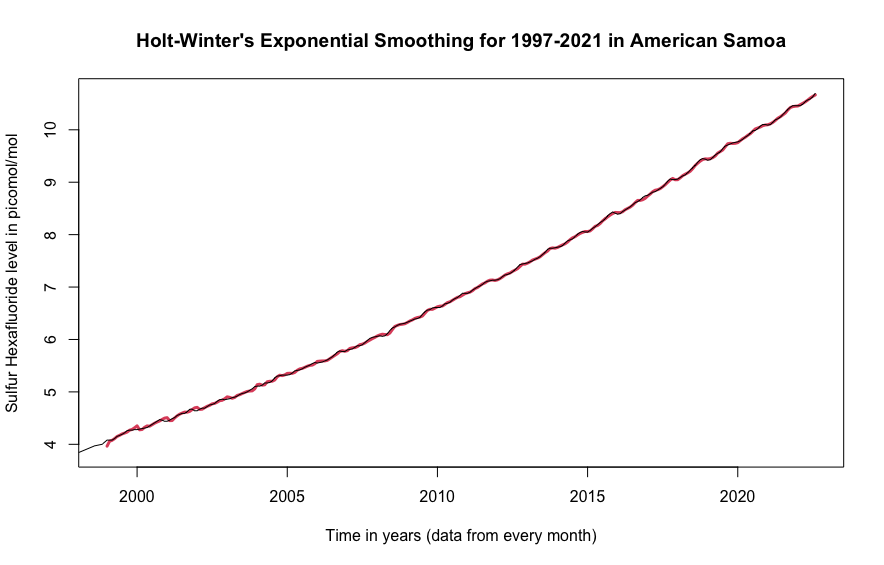 Holt-Winter's Exponential Smoothing for 1997-2021 in American Samoa
Sulfur Hexafluoride level in picomol/mol
10
9
8
7
6
5
4
2000 2005 2010 2015 2020
Time in years (data from every month)